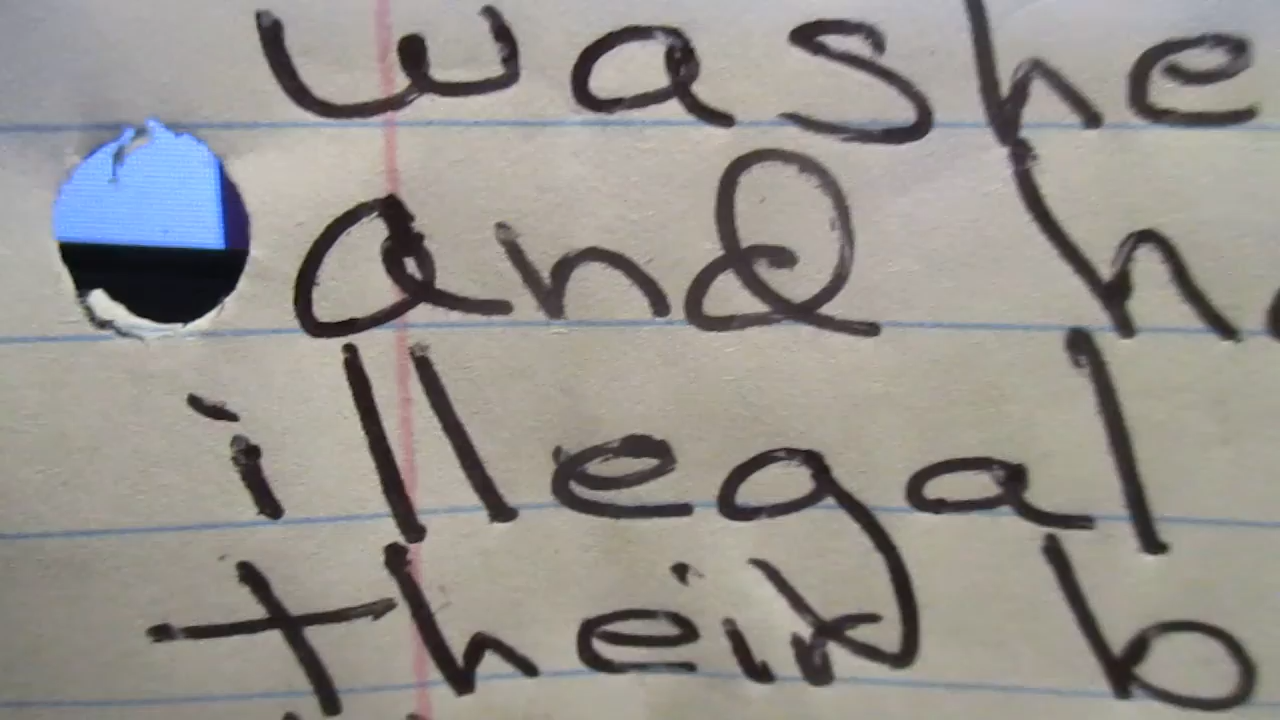 washe
and h
illegal
their b